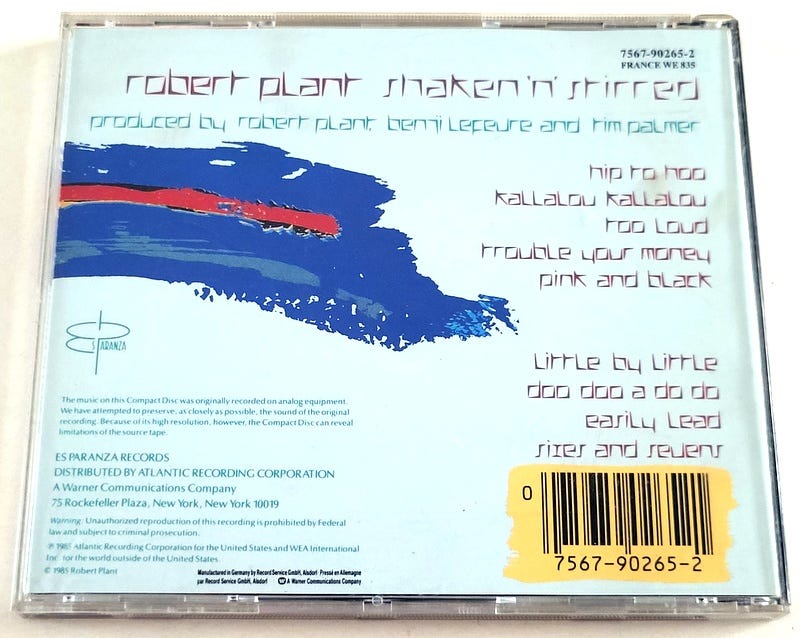 7567-90265-2
FRANCE WE 835
robert plant shaken 'n' stirred
produced by robert plant, benji Lefevre and tim palmer
hip to hoo
kallalou kallalou
too Loud
trouble your money
pink and black
ES PARANZA
Little by Little
doo doo a do do
easily Lead
sixes and sevens
The music on this Compact Disc was originally recorded on analog equipment.
We have attempted to preserve, as closely as possible, the sound of the original
recording. Because of its high resolution, however, the Compact Disc can reveal
limitations of the source tape.
ES PARANZA RECORDS
DISTRIBUTED BY ATLANTIC RECORDING CORPORATION
A Warner Communications Company
75 Rockefeller Plaza, New York, New York 10019
Warning: Unauthorized reproduction of this recording is prohibited by Federal
law and subject to criminal prosecution.
℗ 1985 Atlantic Recording Corporation for the United States and WEA International
Inc. for the world outside of the United States.
© 1985 Robert Plant
Manufactured in Germany by Record Service GmbH, Alsdorf · Pressé en Allemagne
par Record Service GmbH, Alsdorf A Warner Communications Company
0
7567-90265-2